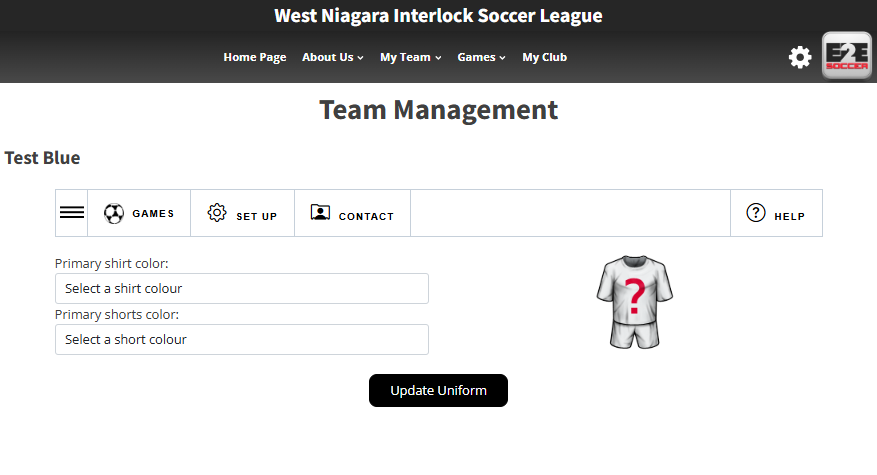 West Niagara Interlock Soccer League
Home Page About Us My Team Games My Club
E2E
SOCCER
Team Management
Test Blue
GAMES SET UP CONTACT HELP
Primary shirt color:
Select a shirt colour
?
Primary shorts color:
Select a short colour
Update Uniform